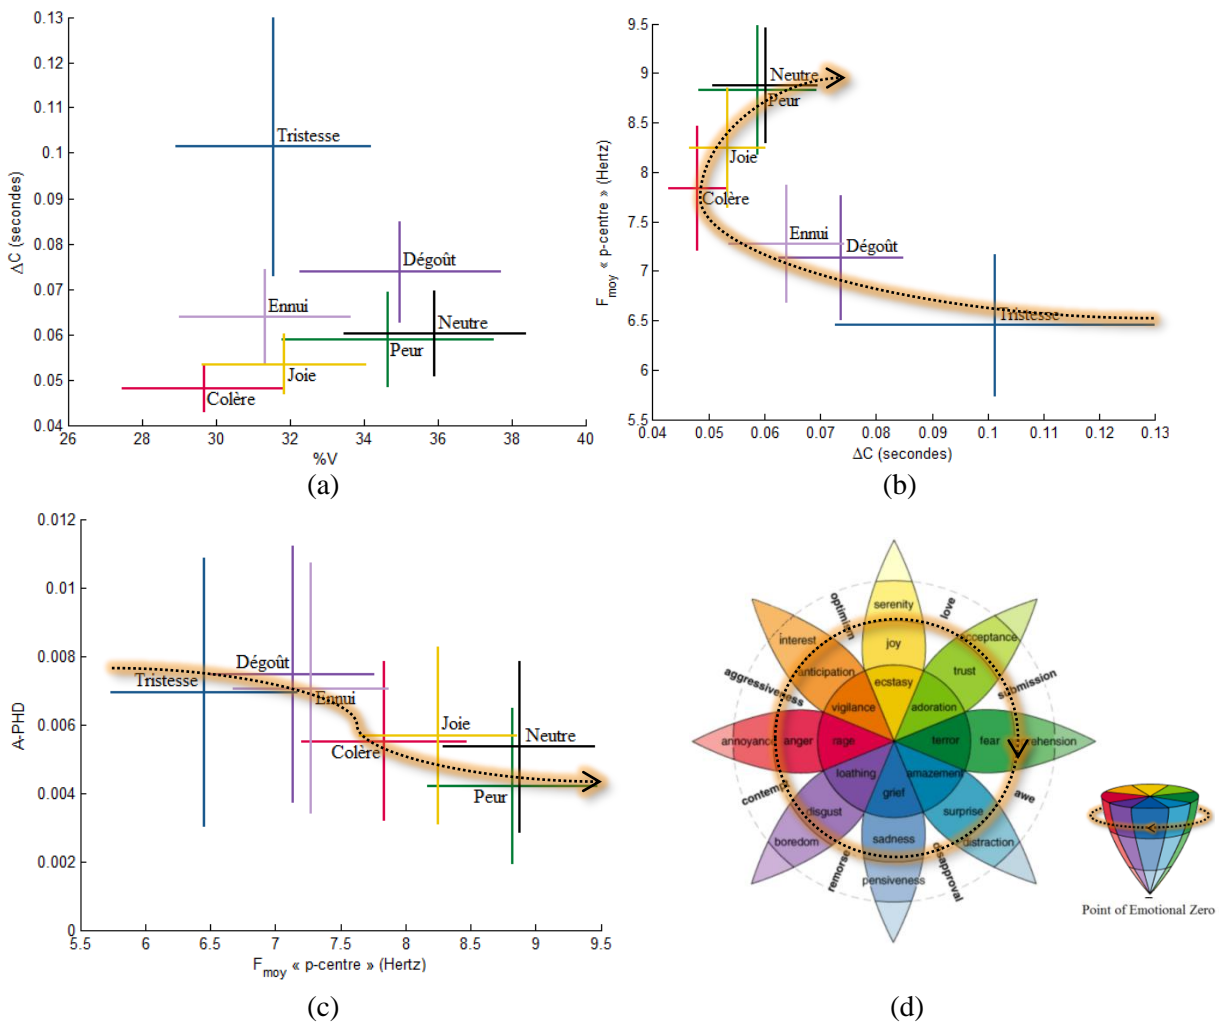 0.13
0.12
0.11
0.1
0.09
0.08
0.07
0.06
0.05
0.04
ΔC (secondes)
Tristesse
Dégoût
Ennui
Neutre
Peur
Joie
Colère
26 28 30 32 34 36 38 40
%V
(a)
9.5
9
8.5
8
7.5
7
6.5
6
5.5
F moy « p-centre » (Hertz)
Neutre
Peur
Joie
Colère
Ennui
Dégoût
Tristesse
0.04 0.05 0.06 0.07 0.08 0.09 0.1 0.11 0.12 0.13
ΔC (secondes)
(b)
0.012
0.01
0.008
0.006
0.004
0.002
0
A-PHD
Dégoût
Tristesse
Ennui
Joie
Neutre
Colère
Peur
5.5 6 6.5 7 7.5 8 8.5 9 9.5
F moy « p-centre » (Hertz)
(c)
optimism
serenity
love
interest
joy
acceptance
anticipation
trust
aggressiveness
ecstasy
submission
vigilance
adoration
annoyance
anger
rage
terror
fear
rehension
loathing
amazement
contempt
grief
awe
disgust
surprise
boredom
sadness
distraction
remorse
pensiveness
disapproval
Point of Emotional Zero
(d)